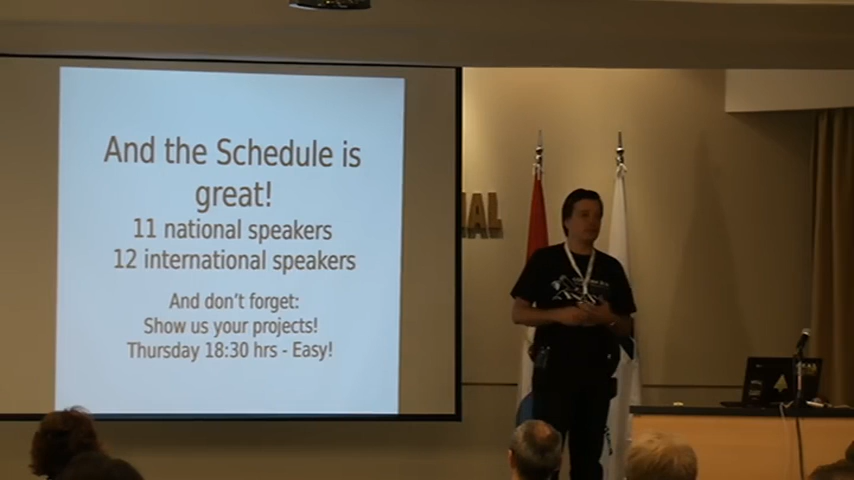 And the Schedule is
great!
11 national speakers
12 international speakers
And don't forget:
Show us your projects!
Thursday 18:30 hrs - Easy!